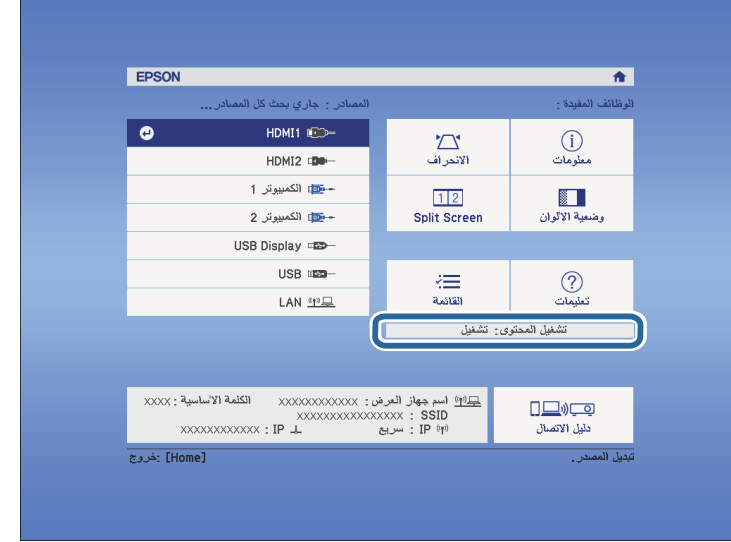 EPSON
الوظائف المفيدة :
المصادر : جاري بحث كل المصادر...
معلومات
الانحراف
وضعية الالوان
Split Screen
تعليمات
القائمة
تشغيل المحتوى: تشغيل
HDMI1
HDMI2
الكمبيوتر 1
الكمبيوتر 2
USB Display
USB
LAN
دليل الاتصال
اسم جهاز العرض: XXXXXXXXXXXX الكلمة الاساسية : XXXX
SSID : XXXXXXXXXXXXXXXX
IP : سريع IP : XXXXXXXXXXXX
تبديل المصدر.
[Home] :خروج